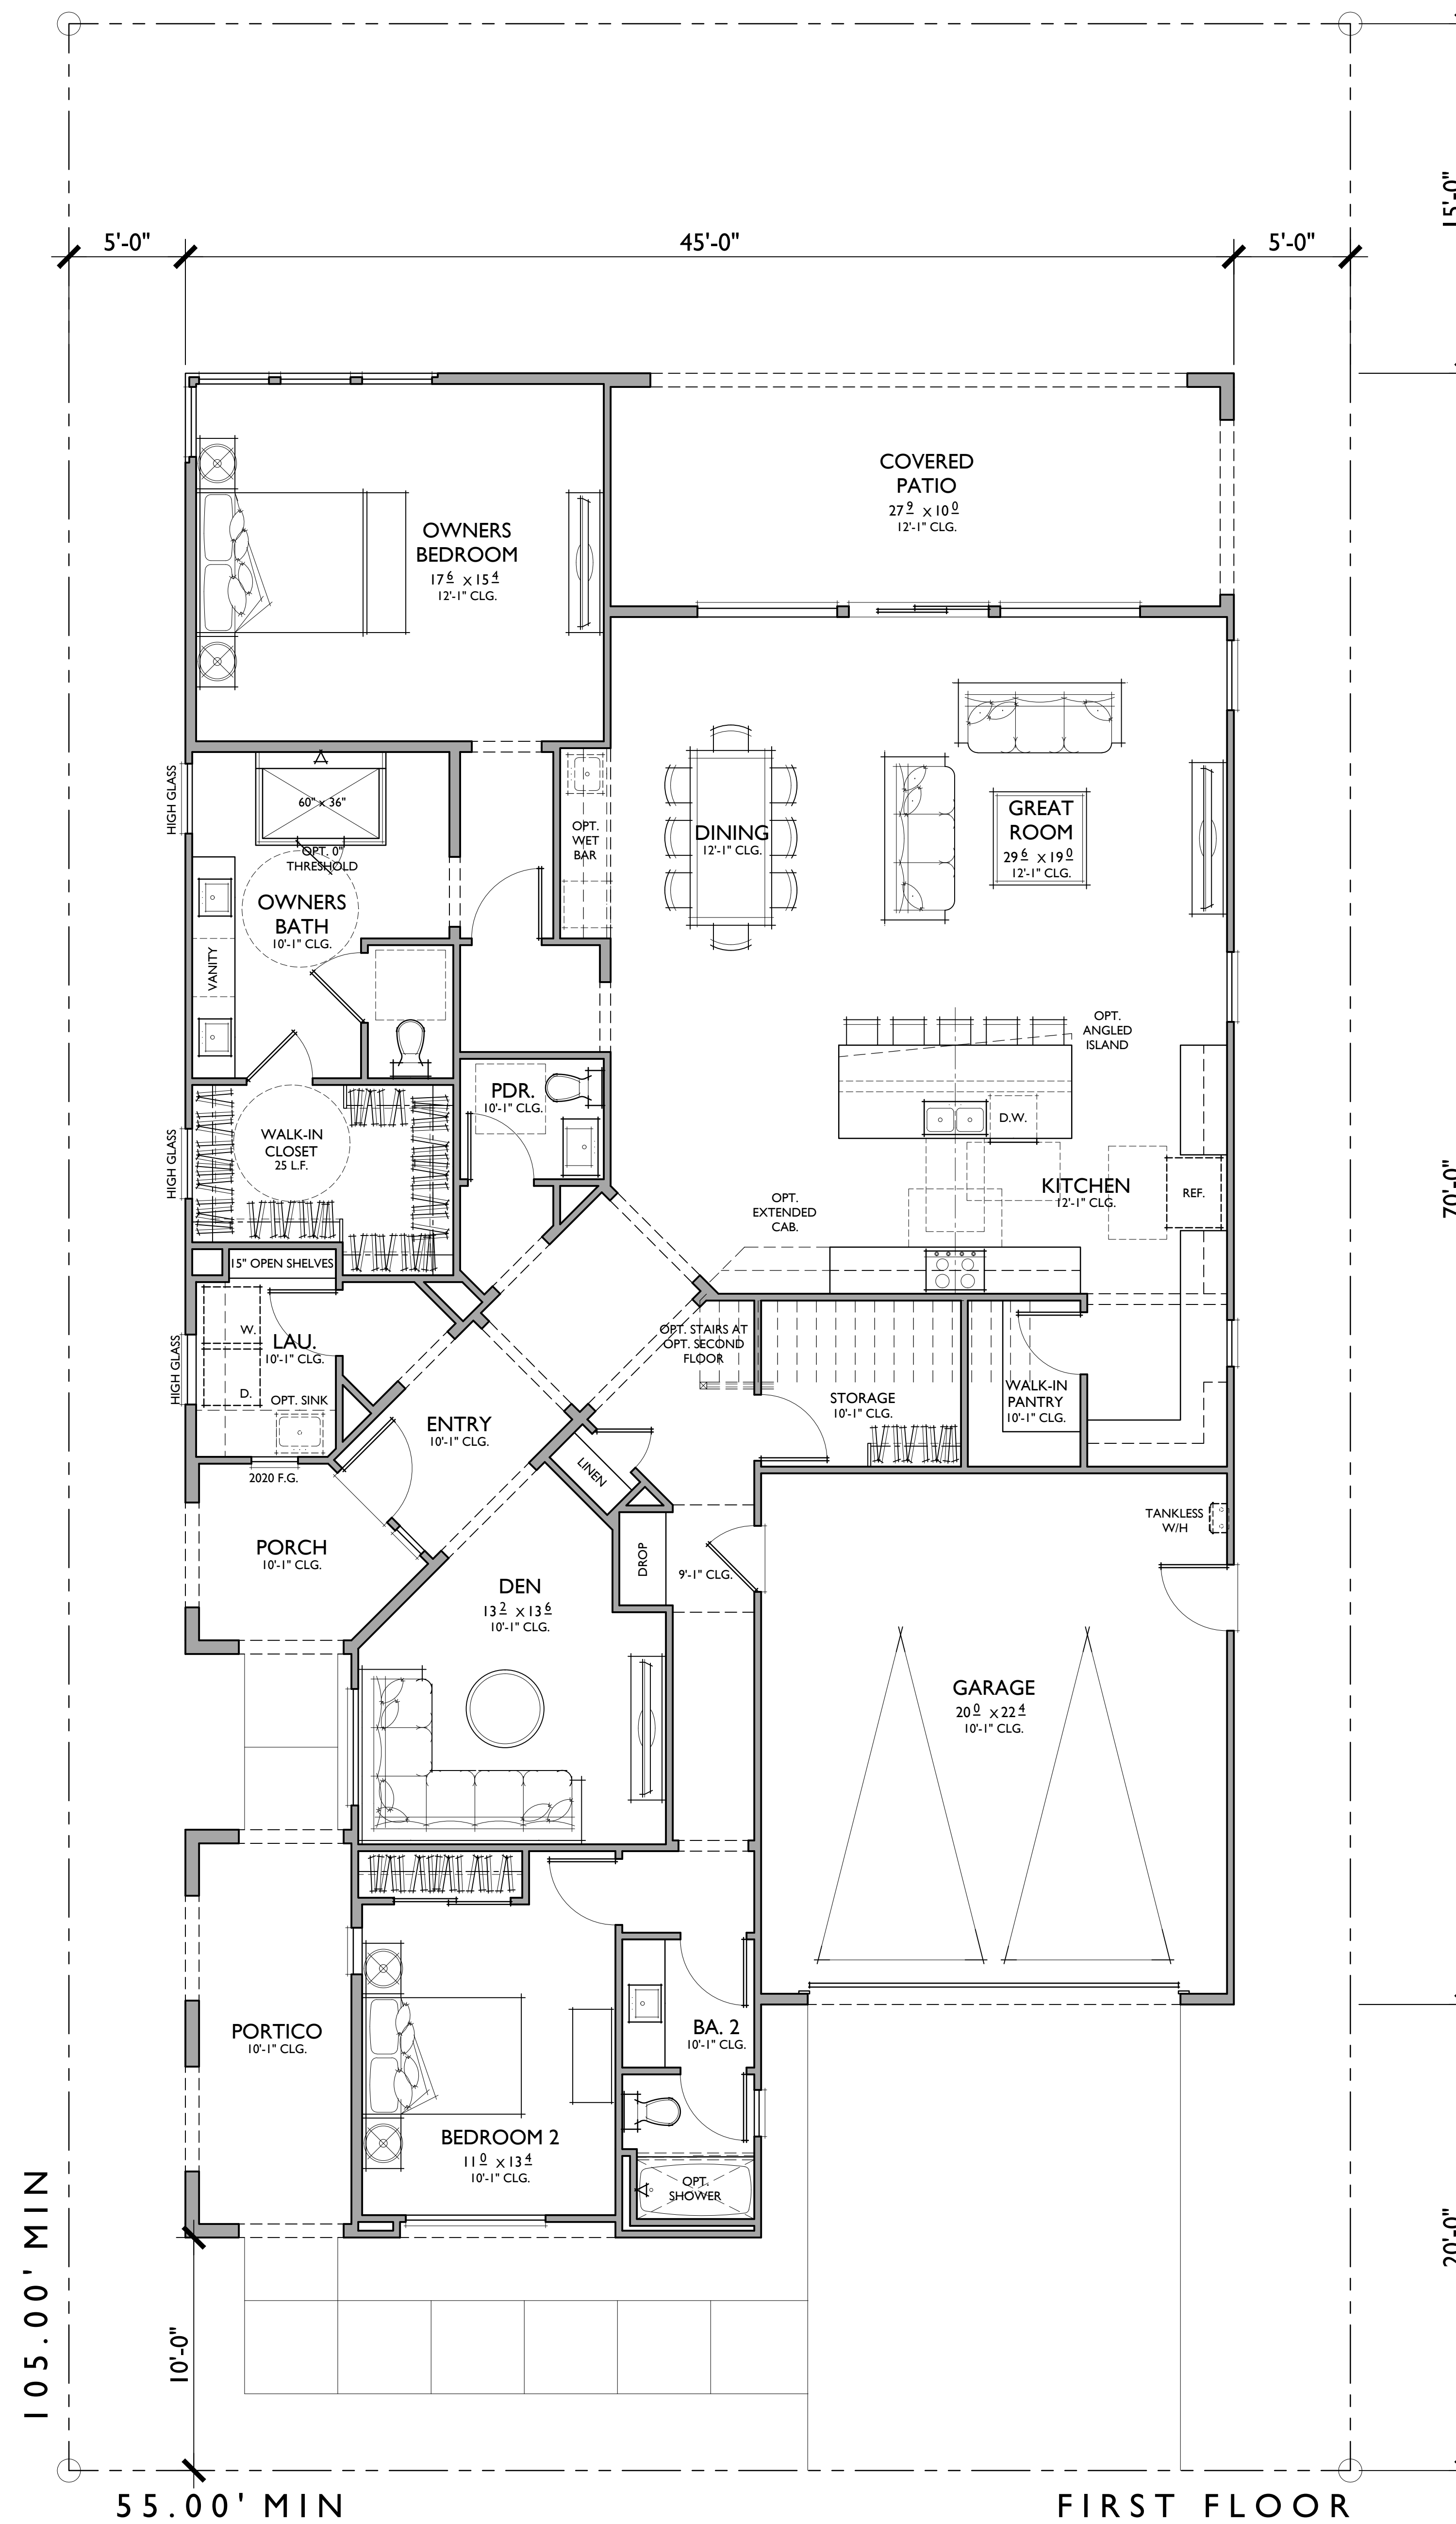 15'-0"
5'-0"
45'-0"
5'-0"
COVERED
PATIO
27 9 x 10 0
12'-1" CLG.
OWNERS
BEDROOM
17 6 x 15 4
12'-1" CLG.
HIGH GLASS
60" x 36"
OPT. 0"
THRESHOLD
OWNERS
BATH
10'-1" CLG.
VANITY
OPT.
WET
BAR
DINING
12'-1" CLG.
GREAT
ROOM
29 6 x 19 0
12'-1" CLG.
OPT.
ANGLED
ISLAND
D.W.
KITCHEN
12'-1" CLG.
REF.
70'-0"
OPT.
EXTENDED
CAB.
PDR.
10'-1" CLG.
HIGH GLASS
WALK-IN
CLOSET
25 L.F.
15" OPEN SHELVES
HIGH GLASS
W.
LAU.
10'-1" CLG.
D.
OPT. SINK
2020 F.G.
ENTRY
10'-1" CLG.
OPT. STAIRS AT
OPT. SECOND
FLOOR
STORAGE
10'-1" CLG.
WALK-IN
PANTRY
10'-1" CLG.
LINEN
TANKLESS
W/H
PORCH
10'-1" CLG.
DROP
9'-1" CLG.
DEN
13 2 x 13 6
10'-1" CLG.
GARAGE
20 0 x 22 4
10'-1" CLG.
PORTICO
10'-1" CLG.
BA. 2
10'-1" CLG.
BEDROOM 2
11 0 x 13 4
10'-1" CLG.
OPT.
SHOWER
20'-0"
10'-0"
105.00' MIN
55.00' MIN
FIRST FLOOR